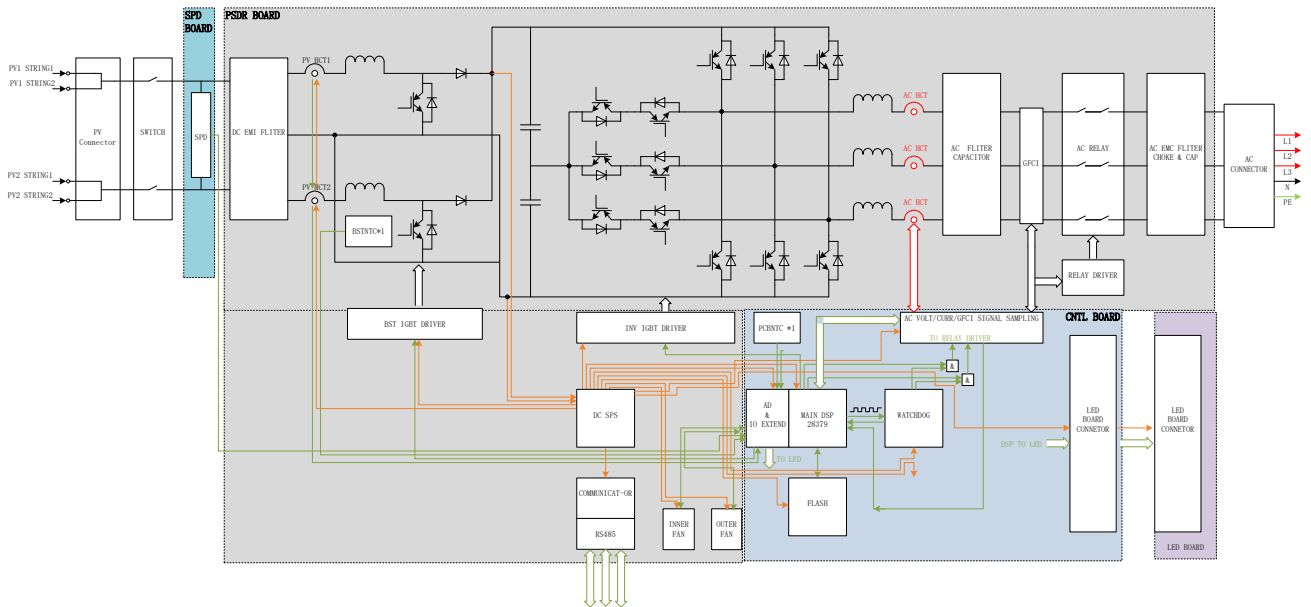 SPD
BOARD
PSDR BOARD
PV1 STRING1
PV1 STRING2
PV2 STRING1
PV2 STRING2
PV
Connector
SWITCH
SPD
DC EMI FLITER
PV HCT1
PV HCT2
BSTNTC*1
AC HCT
AC HCT
AC HCT
AC FLITER
CAPACITOR
GFCI
AC RELAY
AC EMC FLITER
CHOKE & CAP
AC
CONNECTOR
L1
L2
L3
N
PE
RELAY DRIVER
BST IGBT DRIVER
INV IGBT DRIVER
PCBNTC *1
AC VOLT/CURR/GFCI SIGNAL SAMPLING
CNTL BOARD
TO RELAY DRIVER
&
&
DC SPS
AD
&
IO EXTEND
MAIN DSP
28379
WATCHDOG
LED
BOARD
CONNETOR
LED
BOARD
CONNETOR
DSP TO LED
TO LED
COMMUNICAT-OR
RS485
INNER
FAN
OUTER
FAN
FLASH
LED BOARD